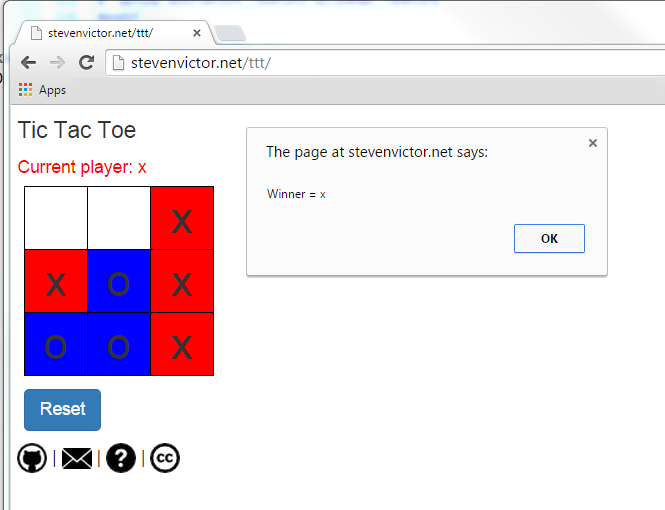 stevenvictor.net/ttt/
stevenvictor.net/ttt/
Apps
Tic Tac Toe
Current player: x
The page at stevenvictor.net says:
Winner = x
OK
X
X O X
O O X
Reset
| | |
? cc